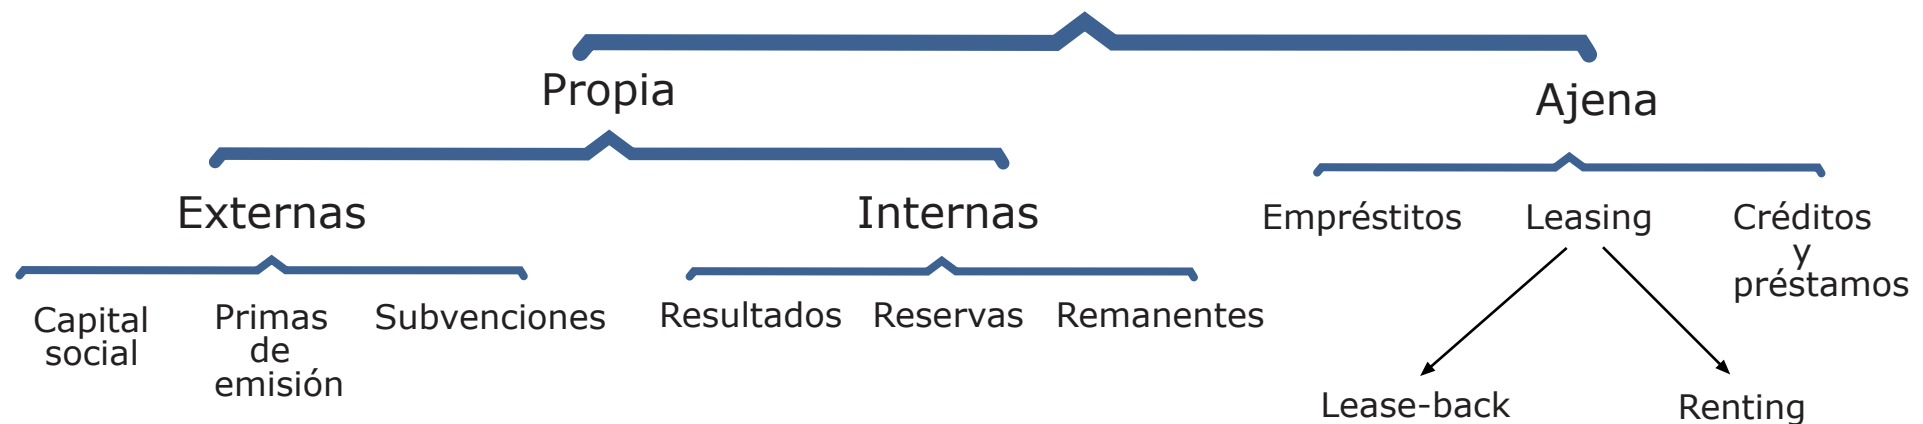 Propia
Ajena
Externas
Internas
Empréstitos
Leasing
Créditos
y
préstamos
Capital
social
Primas
de
emisión
Subvenciones
Resultados
Reservas
Remanentes
Lease-back
Renting